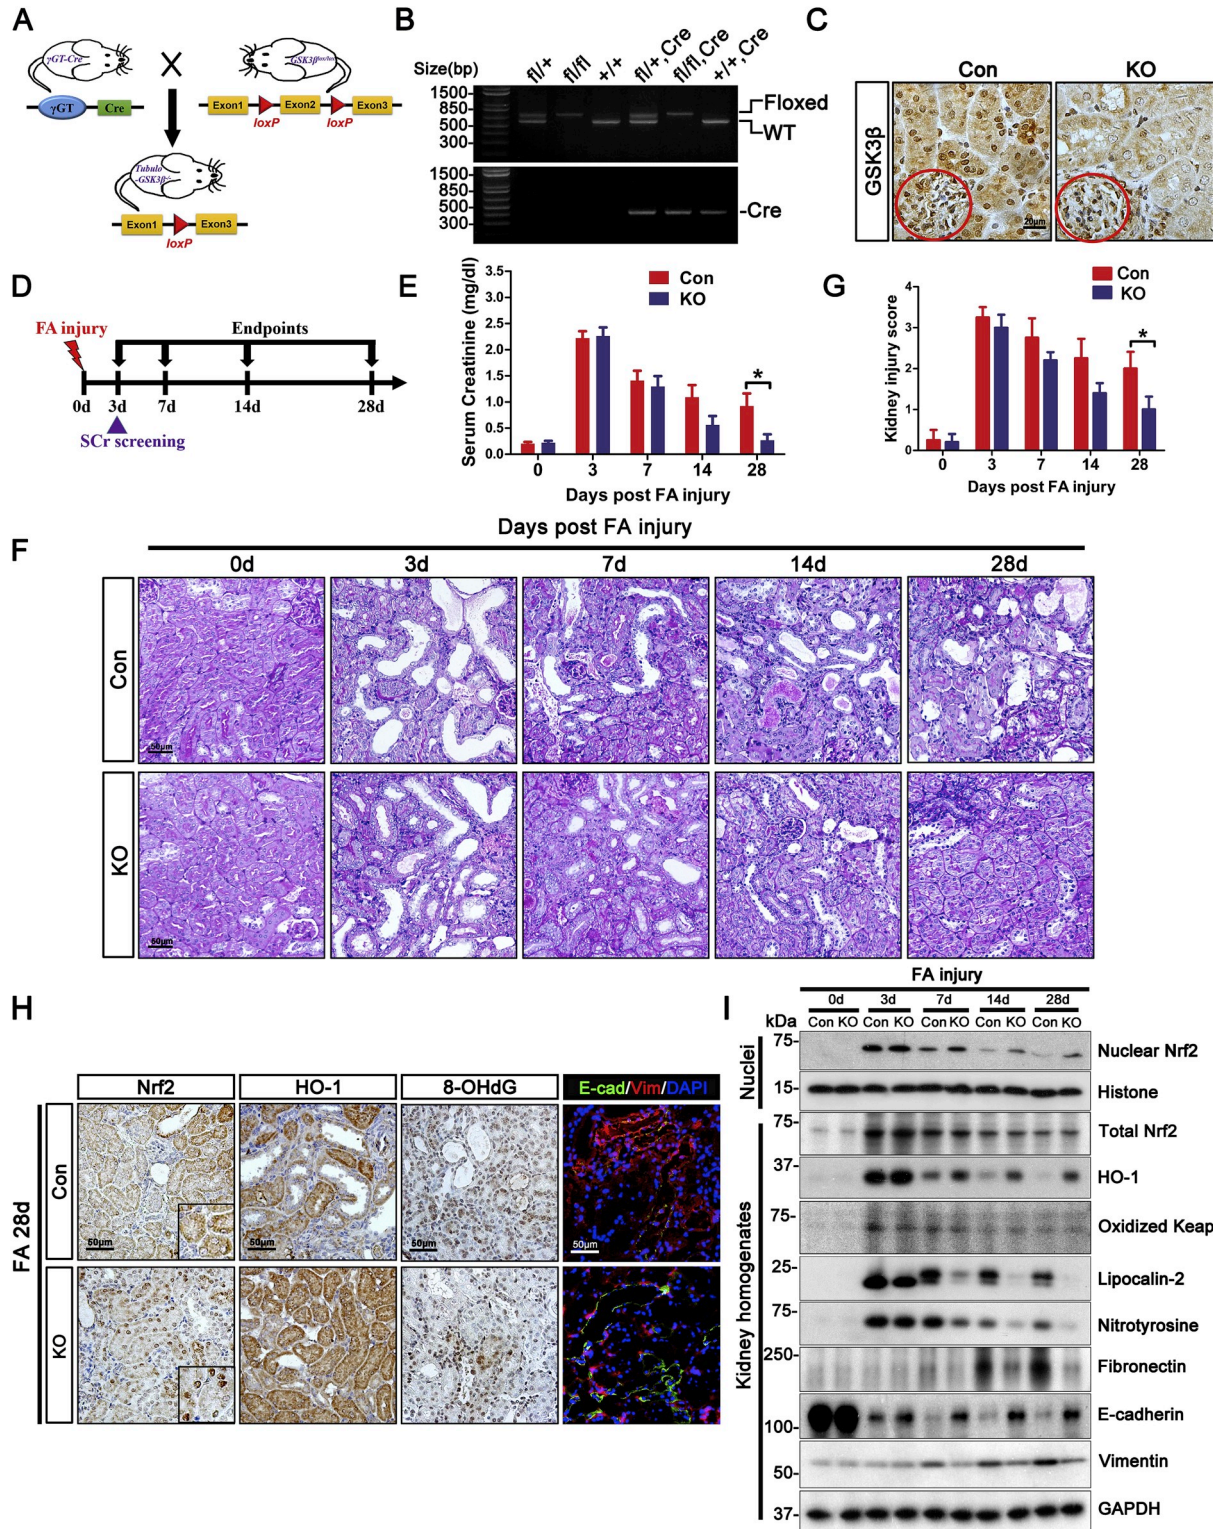 A
γGT-Cre
GSK3βflox/flox
γGT
Cre
Exon1
Exon2
Exon3
loxP
loxP
Tubulo
-GSK3β-/-
Exon1
Exon3
loxP
B
Size(bp)
fl/+
fl/fl
+/+
fl/+,Cre
fl/fl,Cre
+/+,Cre
1500
850
500
300
Floxed
WT
1500
850
500
300
-Cre
C
Con
KO
GSK3β
20μm
D
FA injury
Endpoints
0d
3d
7d
14d
28d
SCr screening
E
Con
KO
Serum Creatinine (mg/dl)
3.5
3.0
2.5
2.0
1.5
1.0
0.5
0.0
*
0
3
7
14
28
Days post FA injury
G
Con
KO
Kidney injury score
4
3
2
1
0
*
0
3
7
14
28
Days post FA injury
F
Days post FA injury
0d
3d
7d
14d
28d
Con
50μm
KO
50μm
H
Nrf2
HO-1
8-OHdG
E-cad/Vim/DAPI
FA 28d
Con
50μm
50μm
50μm
50μm
KO
I
FA injury
0d
3d
7d
14d
28d
kDa
Con KO
Con KO
Con KO
Con KO
Con KO
Nuclei
75-
Nuclear Nrf2
15-
Histone
Kidney homogenates
75-
Total Nrf2
37-
HO-1
75-
Oxidized Keap
25-
Lipocalin-2
75-
Nitrotyrosine
250-
Fibronectin
100-
E-cadherin
50-
Vimentin
37-
GAPDH